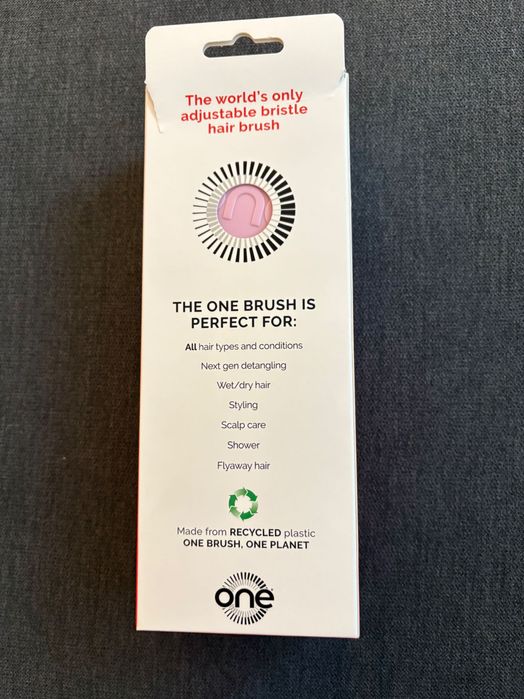 The world's only
adjustable bristle
hair brush
n
THE ONE BRUSH IS
PERFECT FOR:
All hair types and conditions
Next gen detangling
Wet/dry hair
Styling
Scalp care
Shower
Flyaway hair
Made from RECYCLED plastic
ONE BRUSH, ONE PLANET
one